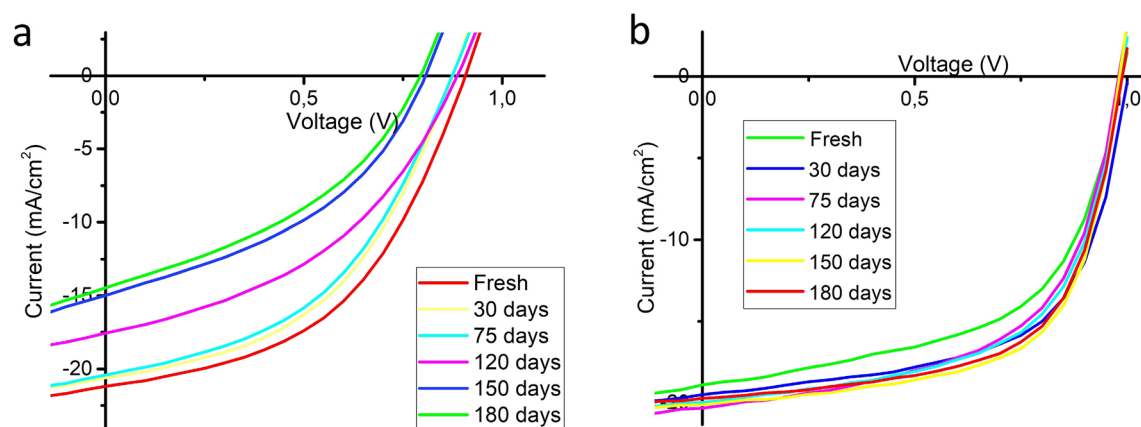 a
0,0
0,5
1,0
Voltage (V)
-5
-10
-15
-20
Current (mA/cm²)
Fresh
30 days
75 days
120 days
150 days
180 days
b
Voltage (V)
0
0,0
0,5
1,0
-10
-20
Current (mA/cm²)
Fresh
30 days
75 days
120 days
150 days
180 days